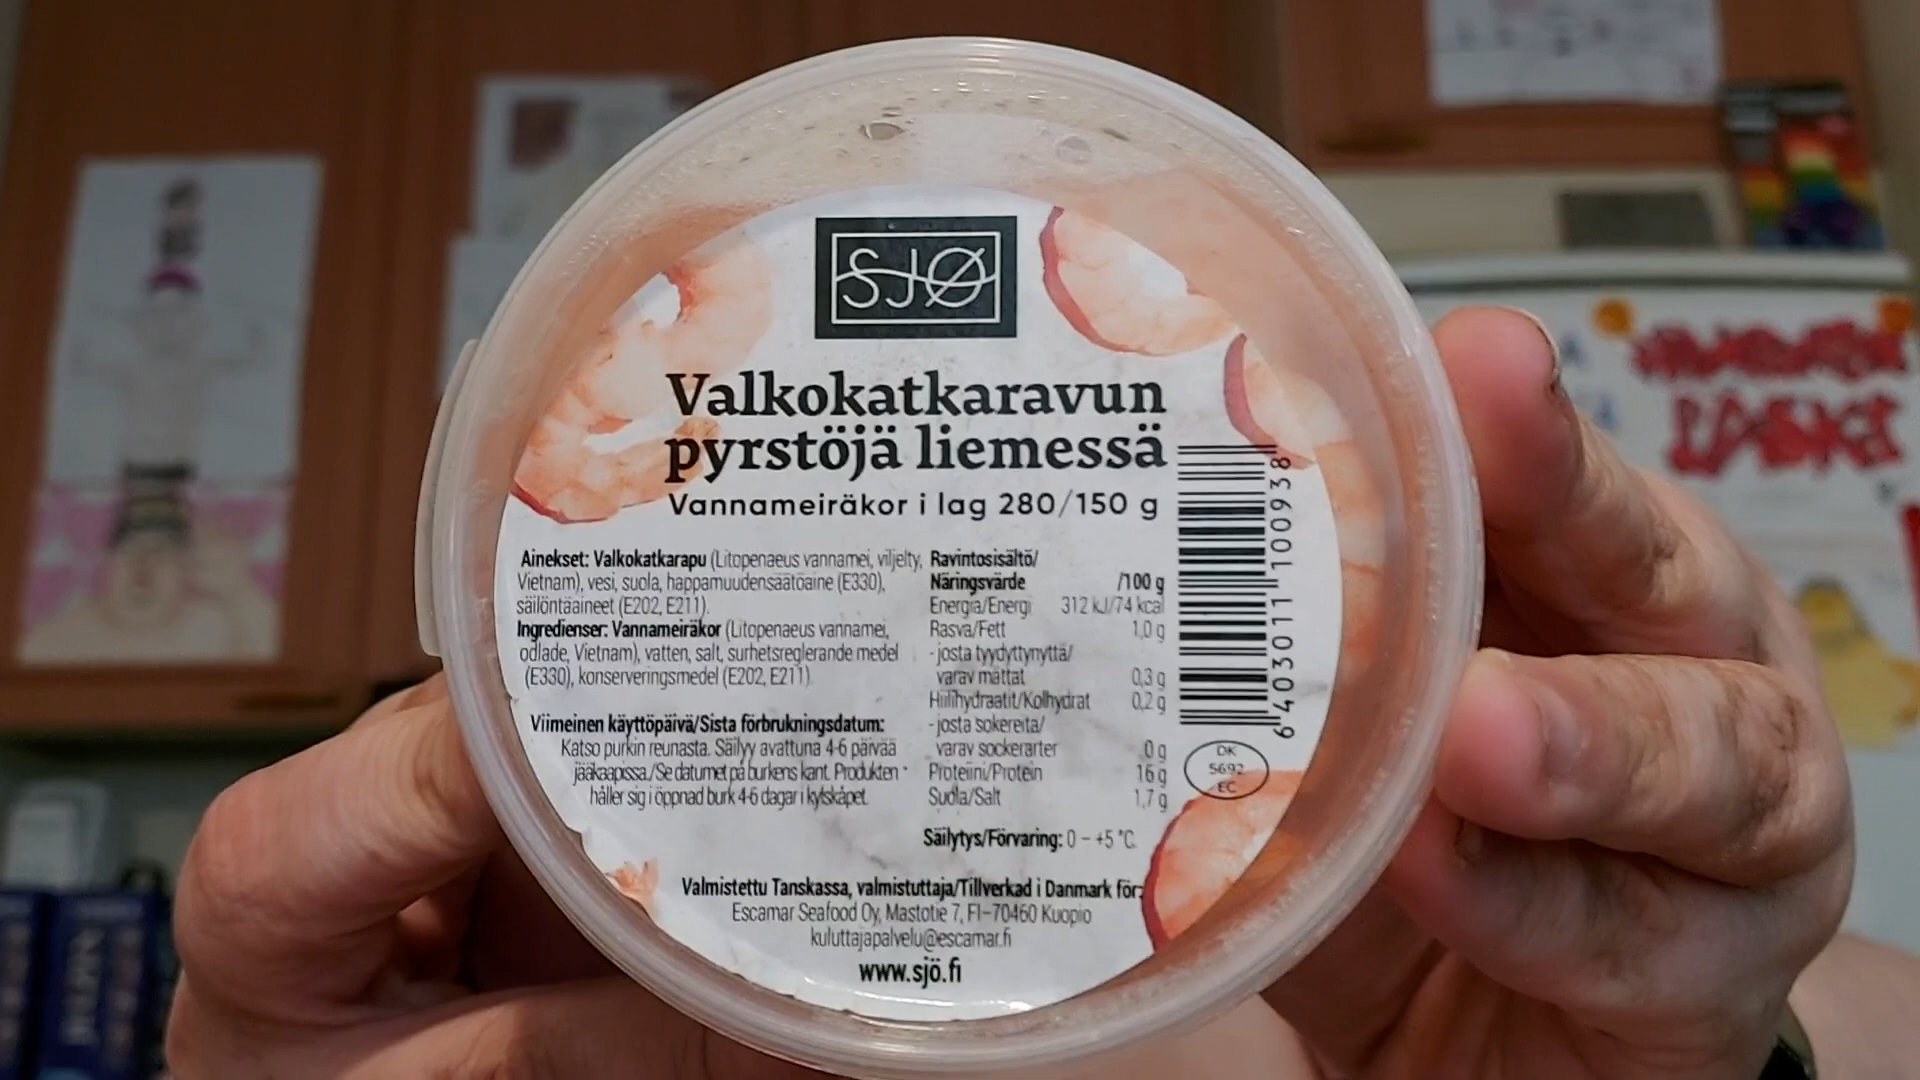 SJØ
Valkokatkaravun
pyrstöjä liemessä
Vannameiräkor i lag 280/150 g
Ainekset: Valkokatkarapu (Litopenaeus vannamei, viljelty,
Vietnam), vesi, suola, happamuudensäätöaine (E330),
säilöntäaineet (E202, E211).
Ingredienser: Vannameiräkor (Litopenaeus vannamei,
odlade, Vietnam), vatten, salt, surhetsreglerande medel
(E330), konserveringsmedel (E202, E211).
Viimeinen käyttöpäivä/Sista förbrukningsdatum:
Katso purkin reunasta. Säilyy avattuna 4-6 päivää
jääkaapissa./Se datumet på burkens kant. Produkten
håller sig i öppnad burk 4-6 dagar i kylskåpet.
Ravintosisältö/
Näringsvärde /100 g
Energia/Energi 312 kJ/74 kcal
Rasva/Fett 1,0 g
- josta tyydyttynyttä/
varav mättat 0,3 g
Hiilihydraatit/Kolhydrat 0,2 g
- josta sokereita/
varav sockerarter 0 g
Proteiini/Protein 16 g
Suola/Salt 1,7 g
Säilytys/Förvaring: 0 – +5 °C.
6 403011 100938
DK
5692
EC
Valmistettu Tanskassa, valmistuttaja/Tillverkad i Danmark för:
Escamar Seafood Oy, Mastotie 7, FI-70460 Kuopio
kuluttajapalvelu@escamar.fi
www.sjö.fi